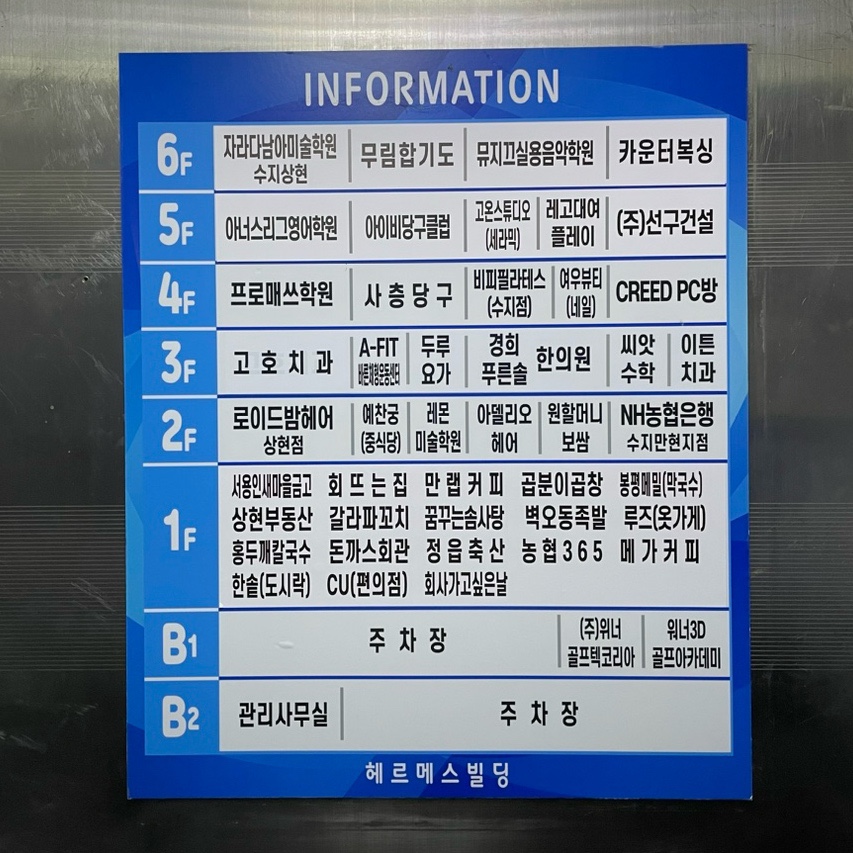 INFORMATION
6F 자라다남아미술학원 수지상현 무림합기도 뮤지끄실용음악학원 카운터복싱
5F 아너스리그영어학원 아이비당구클럽 고온스튜디오 (세라믹) 레고대여 플레이 (주)선구건설
4F 프로매쓰학원 사층당구 비피필라테스 (수지점) 여우뷰티 (네일) CREED PC방
3F 고호치과 A-FIT 바른체형운동센터 두루 요가 경희 푸른솔 한의원 씨앗 수학 이튼 치과
2F 로이드밤헤어 상현점 예찬궁 (중식당) 레몬 미술학원 아델리오 헤어 원할머니 보쌈 NH농협은행 수지만현지점
1F
서용인새마을금고 회뜨는집 만랩커피 곱분이곱창 봉평메밀(막국수)
상현부동산 갈라파꼬치 꿈꾸는솜사탕 벽오동족발 루즈(옷가게)
홍두깨칼국수 돈까스회관 정읍축산 농협365 메가커피
한솥(도시락) CU(편의점) 회사가고싶은날
B1 주차장 (주)위너 골프텍코리아 워너3D 골프아카데미
B2 관리사무실 주차장
헤르메스빌딩